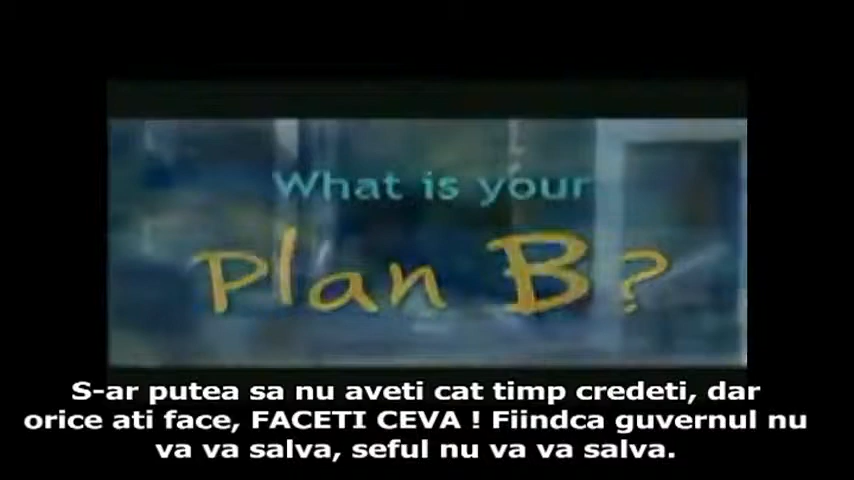 What is your
Plan B?
S-ar putea sa nu aveti cat timp credeti, dar
orice ati face, FACETI CEVA ! Fiindca guvernul nu
va va salva, seful nu va va salva.